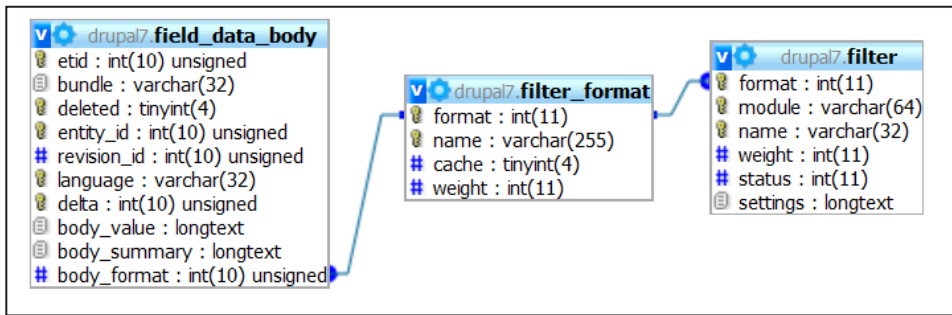 drupal7.field_data_body
etid : int(10) unsigned
bundle : varchar(32)
deleted : tinyint(4)
entity_id : int(10) unsigned
# revision_id : int(10) unsigned
language : varchar(32)
delta : int(10) unsigned
body_value : longtext
body_summary : longtext
# body_format : int(10) unsigned
drupal7.filter_format
format : int(11)
name : varchar(255)
# cache : tinyint(4)
# weight : int(11)
drupal7.filter
format : int(11)
module : varchar(64)
name : varchar(32)
# weight : int(11)
# status : int(11)
settings : longtext